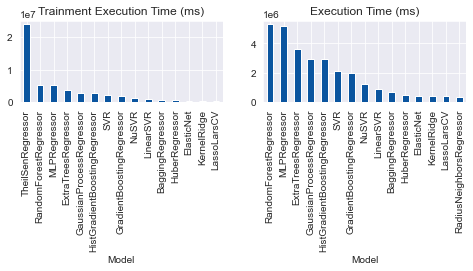 Trainment Execution Time (ms)
1e7
2
1
0
TheilSenRegressor
RandomForestRegressor
MLPRegressor
ExtraTreesRegressor
GaussianProcessRegressor
HistGradientBoostingRegressor
SVR
GradientBoostingRegressor
NuSVR
LinearSVR
BaggingRegressor
HuberRegressor
ElasticNet
KernelRidge
LassoLarsCV
Model
Execution Time (ms)
1e6
4
2
0
RandomForestRegressor
MLPRegressor
ExtraTreesRegressor
GaussianProcessRegressor
HistGradientBoostingRegressor
SVR
GradientBoostingRegressor
NuSVR
LinearSVR
BaggingRegressor
HuberRegressor
ElasticNet
KernelRidge
LassoLarsCV
RadiusNeighborsRegressor
Model